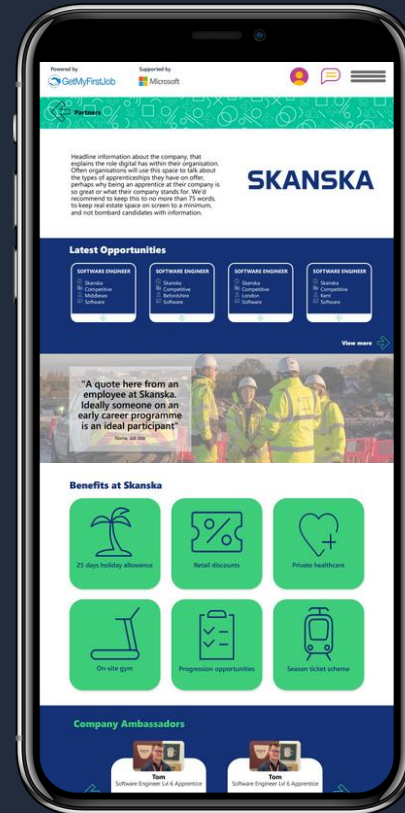 Powered by
GetMyFirstJob
Supported by
Microsoft
Partners
Headline information about the company, that
explains the role digital has within their organisation.
Often organisations will use this space to talk about
the types of apprenticeships they have on offer,
perhaps why being an apprentice at their company is
so great or what their company stands for. We'd
recommend to keep this to no more than 75 words,
to keep real estate space on screen to a minimum,
and not bombard candidates with information.
SKANSKA
Latest Opportunities
SOFTWARE ENGINEER
Skanska
Competitive
Middlesex
Software
SOFTWARE ENGINEER
Skanska
Competitive
Befortshire
Software
SOFTWARE ENGINEER
Skanska
Competitive
London
Software
SOFTWARE ENGINEER
Skanska
Competitive
Kent
Software
View more
"A quote here from an
employee at Skanska.
Ideally someone on an
early career programme
is an ideal participant"
Name, Job title
Benefits at Skanska
25 days holiday allowance
Retail discounts
Private healthcare
On-site gym
Progression opportunities
Season ticket scheme
Company Ambassadors
Tom
Software Engineer Lvl 6 Apprentice
Tom
Software Engineer Lvl 6 Apprentice